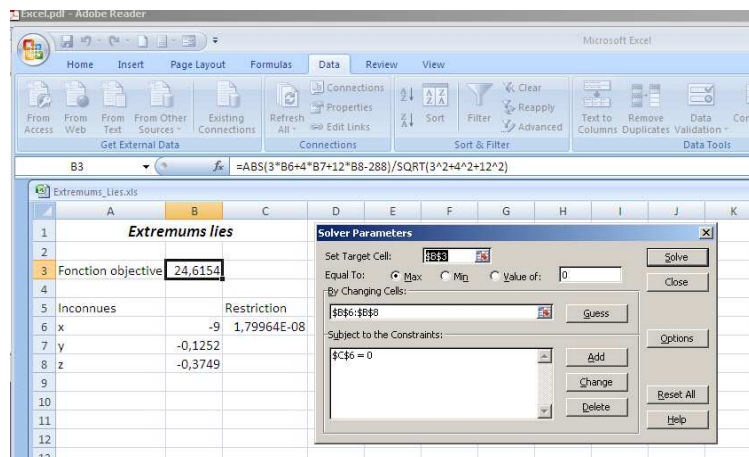 Excel.pdf - Adobe Reader
Microsoft Excel
Home Insert Page Layout Formulas Data Review View
From Access
From Web
From Text
From Other Sources
Existing Connections
Get External Data
Refresh All
Connections
Properties
Edit Links
Connections
Sort
Filter
Clear
Reapply
Advanced
Sort & Filter
Text to Columns
Remove Duplicates
Data Validation
Con
Data Tools
B3 fx =ABS(3*B6+4*B7+12*B8-288)/SQRT(3^2+4^2+12^2)
Extremums_Lies.xls
A B C D E F G H I J K
1 Extremums lies
2
3 Fonction objective 24,6154
4
5 Inconnues Restriction
6 x -9 1,79964E-08
7 y -0,1252
8 z -0,3749
9
10
11
12
Solver Parameters
Set Target Cell: $B$3
Equal To: Max Min Value of: 0
By Changing Cells:
$B$6:$B$8
Guess
Subject to the Constraints:
$C$6 = 0
Add
Change
Delete
Solve
Close
Options
Reset All
Help